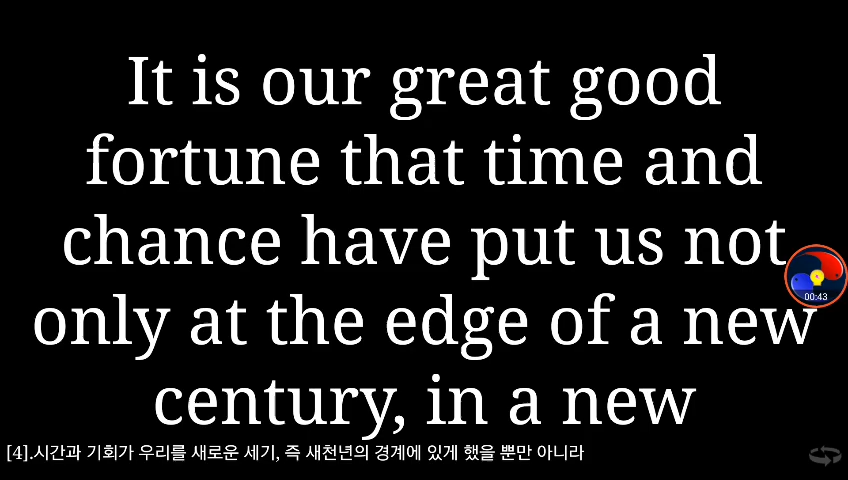 It is our great good
fortune that time and
chance have put us not
only at the edge of a new
century, in a new
00:43
[4].시간과 기회가 우리를 새로운 세기, 즉 새천년의 경계에 있게 했을 뿐만 아니라